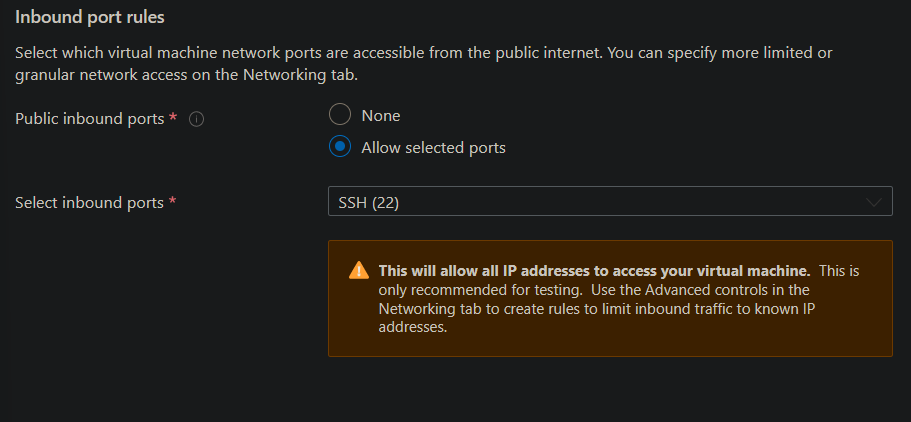 Inbound port rules
Select which virtual machine network ports are accessible from the public internet. You can specify more limited or
granular network access on the Networking tab.
Public inbound ports *
None
Allow selected ports
Select inbound ports *
SSH (22)
This will allow all IP addresses to access your virtual machine. This is
only recommended for testing. Use the Advanced controls in the
Networking tab to create rules to limit inbound traffic to known IP
addresses.